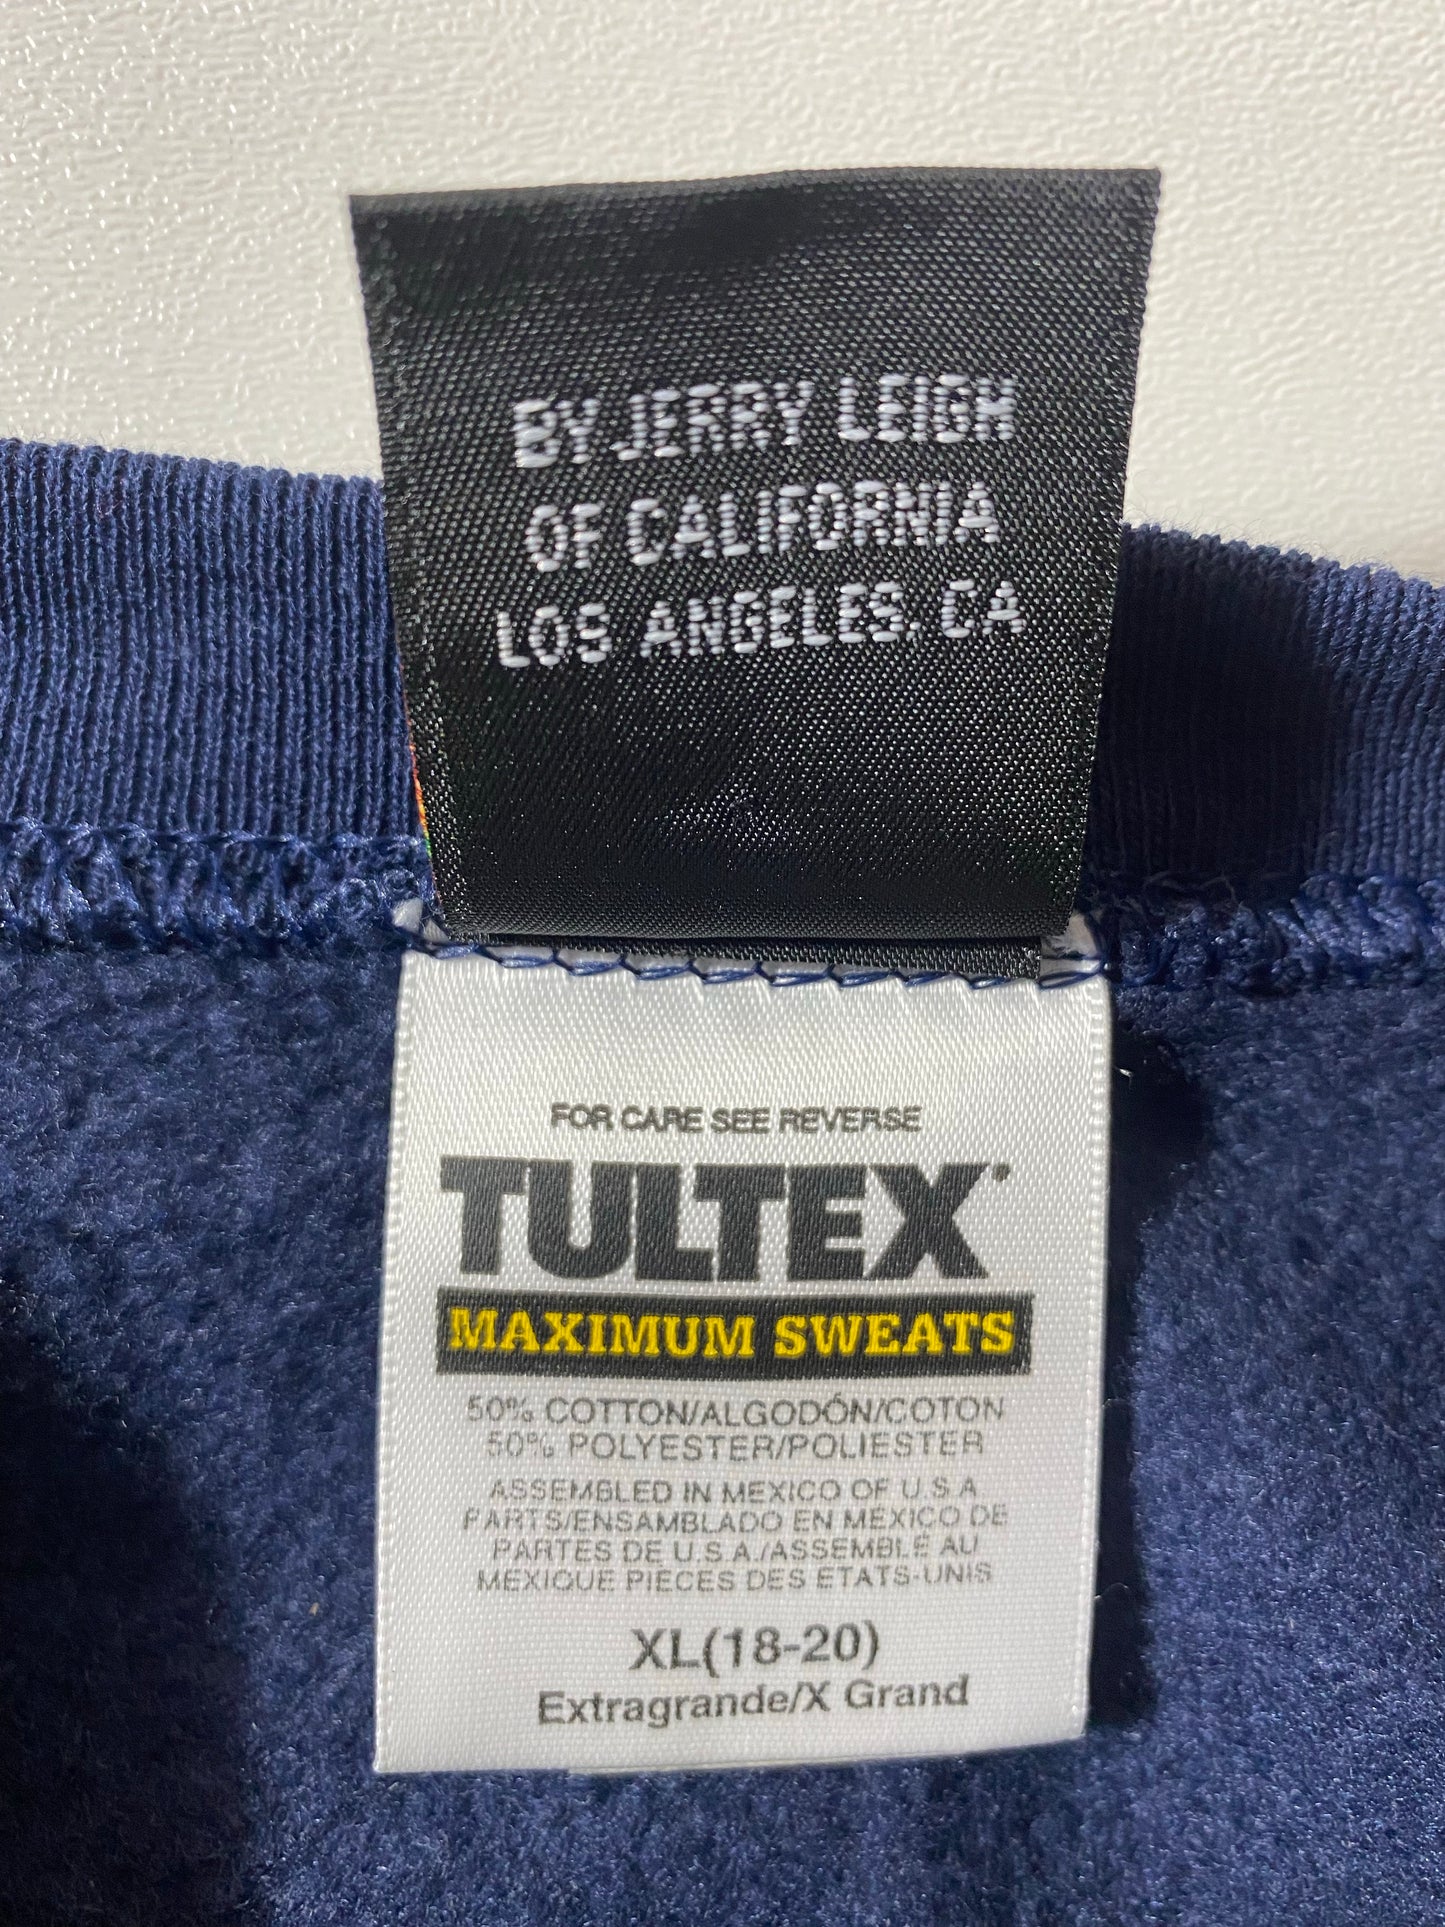 BY JERRY LEIGH
OF CALIFORNIA
LOS ANGELES, CA
FOR CARE SEE REVERSE
TULTEX®
MAXIMUM SWEATS
50% COTTON/ALGODÓN/COTON
50% POLYESTER/POLIESTER
ASSEMBLED IN MEXICO OF U.S.A
PARTS/ENSAMBLADO EN MÉXICO DE
PARTES DE U.S.A./ASSEMBLÉ AU
MEXIQUE PIECES DES ETATS-UNIS
XL(18-20)
Extragrande/X Grand